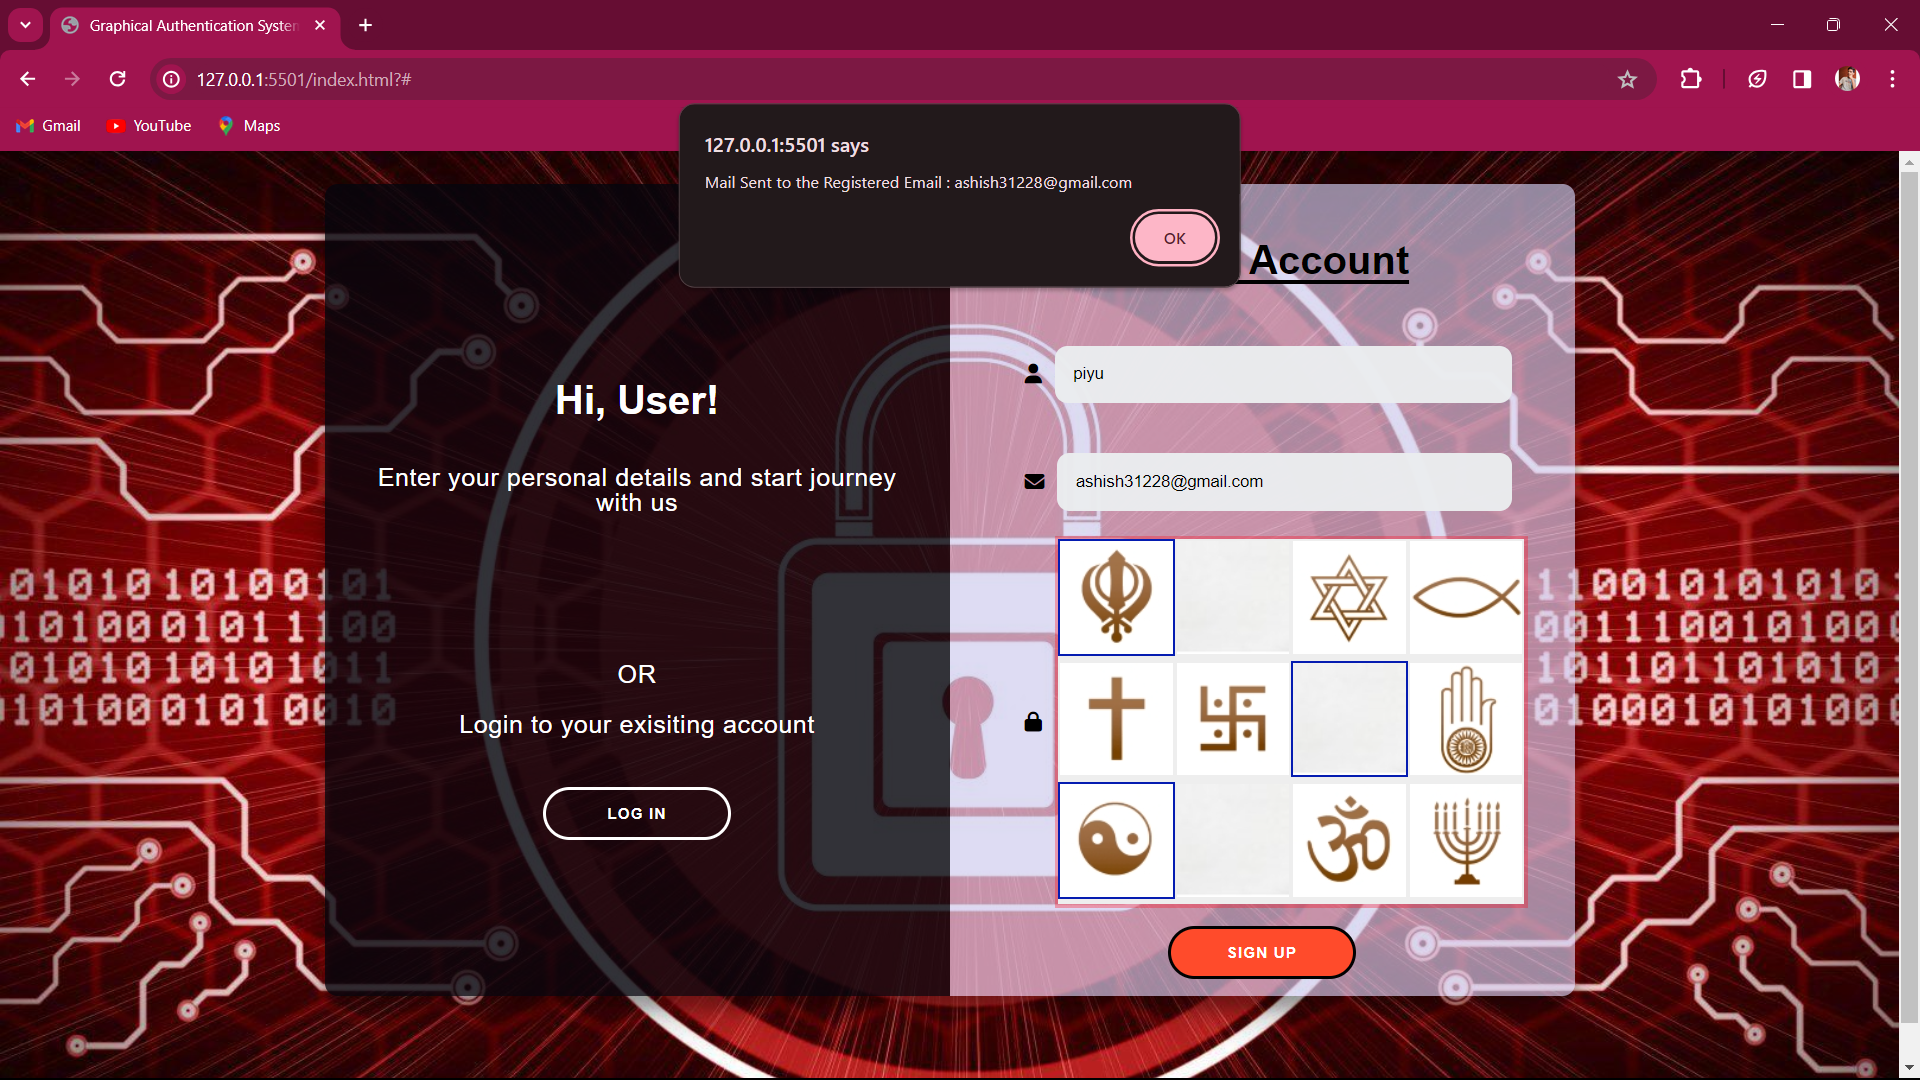 Graphical Authentication System
127.0.0.1:5501/index.html?#
Gmail
YouTube
Maps
127.0.0.1:5501 says
Mail Sent to the Registered Email : ashish31228@gmail.com
OK
Account
Hi, User!
Enter your personal details and start journey
with us
OR
Login to your exisiting account
LOG IN
piyu
ashish31228@gmail.com
ॐ
SIGN UP